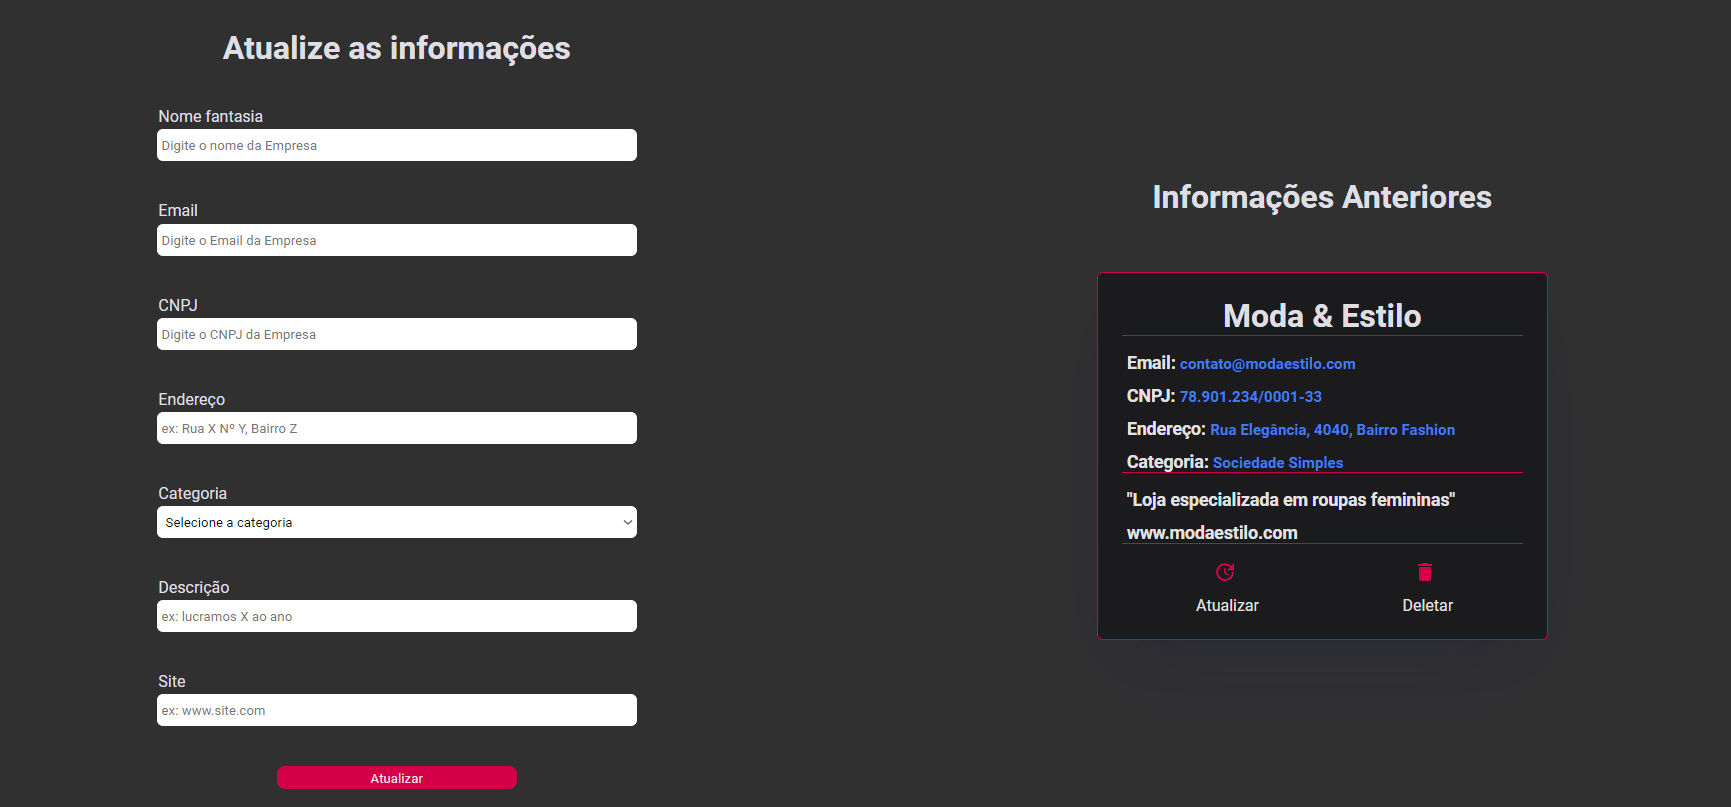 Atualize as informações
Nome fantasia
Digite o nome da Empresa
Email
Digite o Email da Empresa
CNPJ
Digite o CNPJ da Empresa
Endereço
ex: Rua X Nº Y, Bairro Z
Categoria
Selecione a categoria
Descrição
ex: lucramos X ao ano
Site
ex: www.site.com
Atualizar
Informações Anteriores
Moda & Estilo
Email: contato@modaestilo.com
CNPJ: 78.901.234/0001-33
Endereço: Rua Elegância, 4040, Bairro Fashion
Categoria: Sociedade Simples
"Loja especializada em roupas femininas"
www.modaestilo.com
Atualizar Deletar